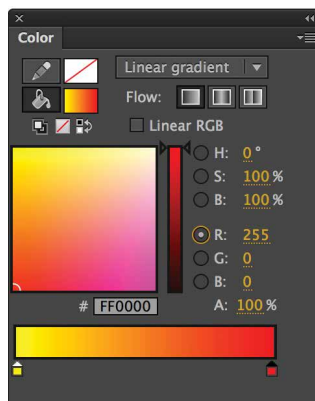 Color
Linear gradient
Flow:
Linear RGB
H: 0 °
S: 100 %
B: 100 %
R: 255
G: 0
B: 0
# FF0000
A: 100 %